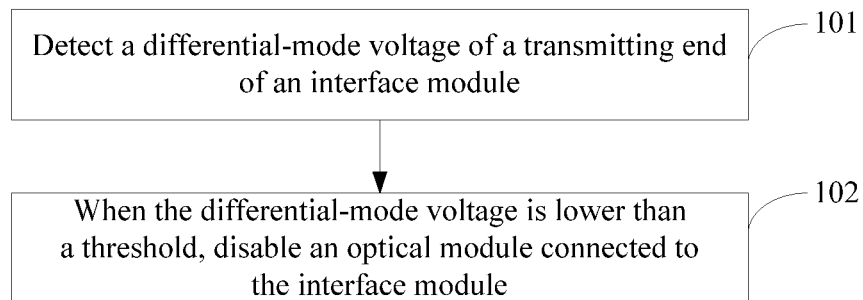 Detect a differential-mode voltage of a transmitting end
of an interface module
101
When the differential-mode voltage is lower than
a threshold, disable an optical module connected to
the interface module
102